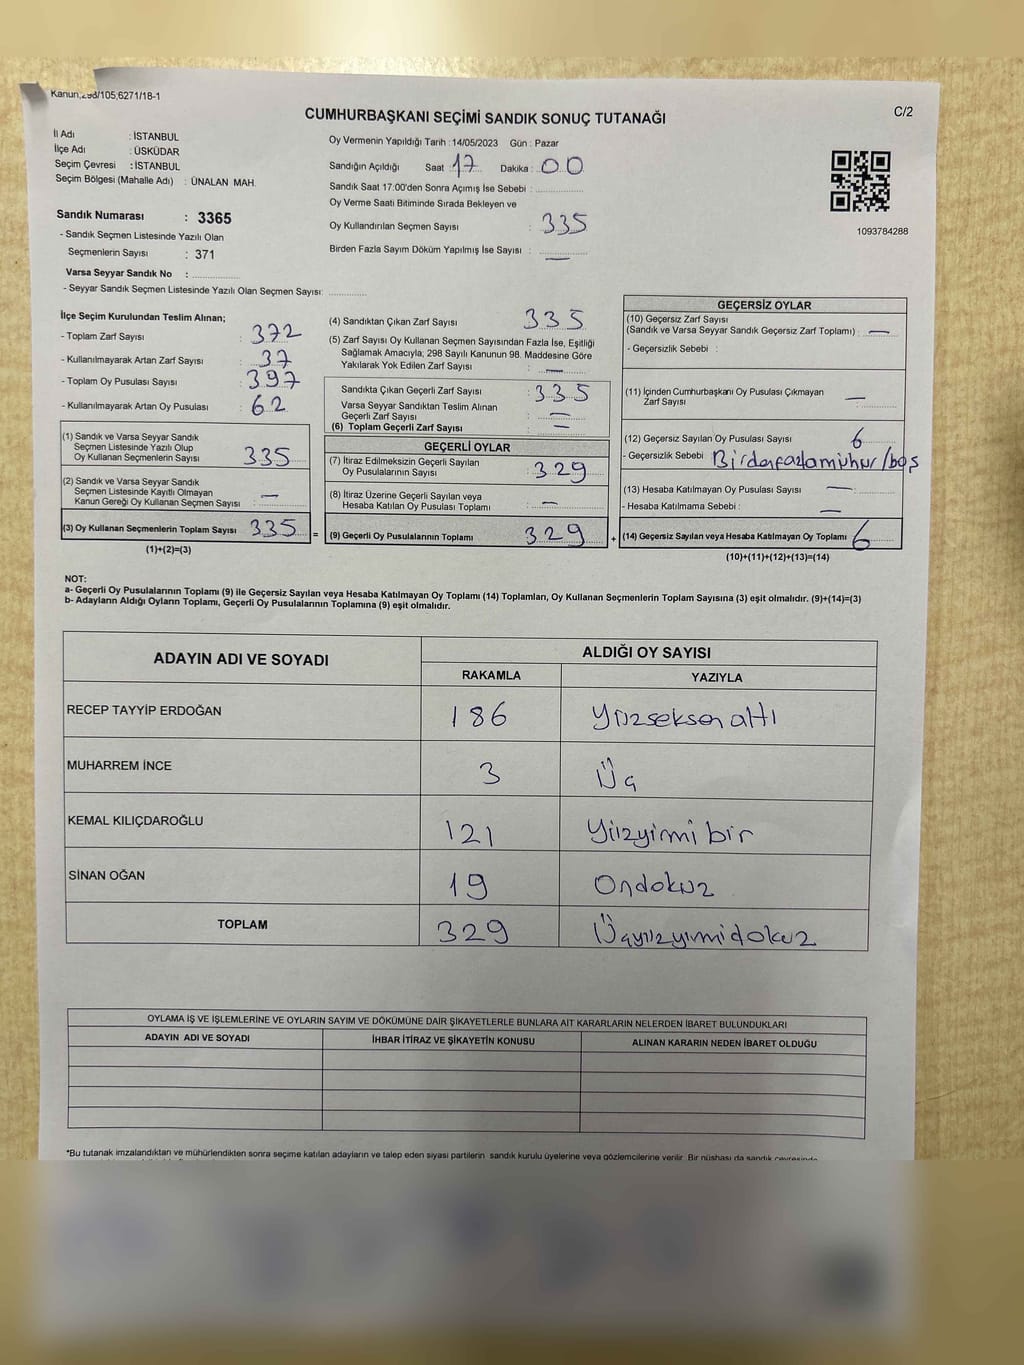 Kanun:298/105,6271/18-1
CUMHURBAŞKANI SEÇİMİ SANDIK SONUÇ TUTANAĞI
C/2
İl Adı : İSTANBUL
İlçe Adı : ÜSKÜDAR
Seçim Çevresi : İSTANBUL
Seçim Bölgesi (Mahalle Adı) : ÜNALAN MAH.
Oy Vermenin Yapıldığı Tarih : 14/05/2023 Gün : Pazar
Sandığın Açıldığı Saat : 17 Dakika : 00
Sandık Saat 17:00'den Sonra Açımış İse Sebebi :
Oy Verme Saati Bitiminde Sırada Bekleyen ve
Oy Kullandırılan Seçmen Sayısı : 335
Birden Fazla Sayım Döküm Yapılmış İse Sayısı : —
1093784288
Sandık Numarası : 3365
- Sandık Seçmen Listesinde Yazılı Olan
Seçmenlerin Sayısı : 371
Varsa Seyyar Sandık No :
- Seyyar Sandık Seçmen Listesinde Yazılı Olan Seçmen Sayısı:
İlçe Seçim Kurulundan Teslim Alınan;
- Toplam Zarf Sayısı : 372
- Kullanılmayarak Artan Zarf Sayısı : 37
- Toplam Oy Pusulası Sayısı : 397
- Kullanılmayarak Artan Oy Pusulası : 62
(1) Sandık ve Varsa Seyyar Sandık
Seçmen Listesinde Yazılı Olup
Oy Kullanan Seçmenlerin Sayısı : 335
(2) Sandık ve Varsa Seyyar Sandık
Seçmen Listesinde Kayıtlı Olmayan
Kanun Gereği Oy Kullanan Seçmen Sayısı : —
(3) Oy Kullanan Seçmenlerin Toplam Sayısı 335 =
(1)+(2)=(3)
(4) Sandıktan Çıkan Zarf Sayısı : 335
(5) Zarf Sayısı Oy Kullanan Seçmen Sayısından Fazla İse, Eşitliği
Sağlamak Amacıyla; 298 Sayılı Kanunun 98. Maddesine Göre
Yakılarak Yok Edilen Zarf Sayısı : —
Sandıkta Çıkan Geçerli Zarf Sayısı : 335
Varsa Seyyar Sandıktan Teslim Alınan
Geçerli Zarf Sayısı : —
(6) Toplam Geçerli Zarf Sayısı : —
GEÇERLİ OYLAR
(7) İtiraz Edilmeksizin Geçerli Sayılan
Oy Pusulalarının Sayısı : 329
(8) İtiraz Üzerine Geçerli Sayılan veya
Hesaba Katılan Oy Pusulası Toplamı : —
(9) Geçerli Oy Pusulalarının Toplamı : 329 +
GEÇERSİZ OYLAR
(10) Geçersiz Zarf Sayısı
(Sandık ve Varsa Seyyar Sandık Geçersiz Zarf Toplamı) : —
- Geçersizlik Sebebi :
(11) İçinden Cumhurbaşkanı Oy Pusulası Çıkmayan
Zarf Sayısı : —
(12) Geçersiz Sayılan Oy Pusulası Sayısı : 6
- Geçersizlik Sebebi : Birden fazla mühür/boş
(13) Hesaba Katılmayan Oy Pusulası Sayısı : —
- Hesaba Katılmama Sebebi : —
(14) Geçersiz Sayılan veya Hesaba Katılmayan Oy Toplamı : 6
(10)+(11)+(12)+(13)=(14)
NOT:
a- Geçerli Oy Pusulalarının Toplamı (9) ile Geçersiz Sayılan veya Hesaba Katılmayan Oy Toplamı (14) Toplamları, Oy Kullanan Seçmenlerin Toplam Sayısına (3) eşit olmalıdır. (9)+(14)=(3)
b- Adayların Aldığı Oyların Toplamı, Geçerli Oy Pusulalarının Toplamına (9) eşit olmalıdır.
ADAYIN ADI VE SOYADI ALDIĞI OY SAYISI
RAKAMLA YAZIYLA
RECEP TAYYİP ERDOĞAN 186 Yüzseksen altı
MUHARREM İNCE 3 Üç
KEMAL KILIÇDAROĞLU 121 Yüzyirmi bir
SİNAN OĞAN 19 Ondokuz
TOPLAM 329 Üçyüzyirmidokuz
OYLAMA İŞ VE İŞLEMLERİNE VE OYLARIN SAYIM VE DÖKÜMÜNE DAİR ŞİKAYETLERLE BUNLARA AİT KARARLARIN NELERDEN İBARET BULUNDUKLARI
ADAYIN ADI VE SOYADI İHBAR İTİRAZ VE ŞİKAYETİN KONUSU ALINAN KARARIN NEDEN İBARET OLDUĞU
*Bu tutanak imzalandıktan ve mühürlendikten sonra seçime katılan adayların ve talep eden siyasi partilerin sandık kurulu üyelerine veya gözlemcilerine verilir. Bir nüshası da sandık çevresinde